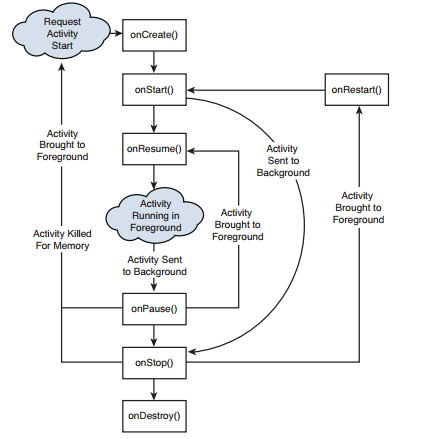 Request
Activity
Start
onCreate()
onStart()
onRestart()
Activity
Brought to
Foreground
onResume()
Activity
Sent to
Background
Activity
Running in
Foreground
Activity
Brought to
Foreground
Activity
Brought to
Foreground
Activity Killed
For Memory
Activity Sent
to Background
onPause()
onStop()
onDestroy()